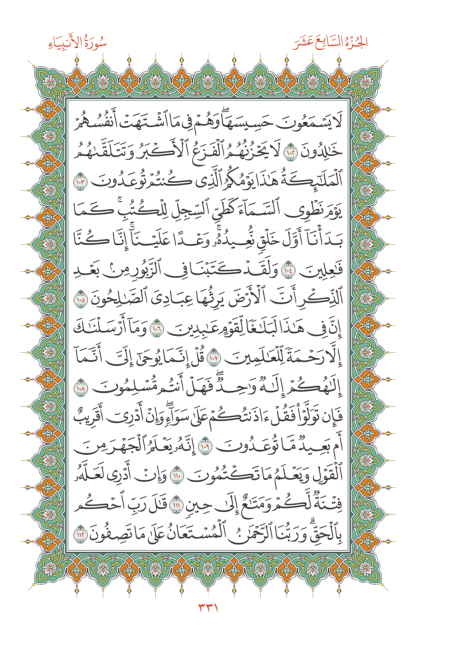 الجُزْءُ السَّابِعَ عَشَرَ
سُورَةُ الأَنبِيَاءِ
لَا يَسْمَعُونَ حَسِيسَهَاۖ وَهُمْ فِي مَا ٱشْتَهَتْ أَنفُسُهُمْ
خَٰلِدُونَ ١٠٢ لَا يَحْزُنُهُمُ ٱلْفَزَعُ ٱلْأَكْبَرُ وَتَتَلَقَّىٰهُمُ
ٱلْمَلَٰٓئِكَةُ هَٰذَا يَوْمُكُمُ ٱلَّذِي كُنتُمْ تُوعَدُونَ ١٠٣
يَوْمَ نَطْوِي ٱلسَّمَآءَ كَطَيِّ ٱلسِّجِلِّ لِلْكُتُبِۚ كَمَا
بَدَأْنَآ أَوَّلَ خَلْقٍ نُّعِيدُهُۥۚ وَعْدًا عَلَيْنَآۚ إِنَّا كُنَّا
فَٰعِلِينَ ١٠٤ وَلَقَدْ كَتَبْنَا فِي ٱلزَّبُورِ مِنۢ بَعْدِ
ٱلذِّكْرِ أَنَّ ٱلْأَرْضَ يَرِثُهَا عِبَادِيَ ٱلصَّٰلِحُونَ ١٠٥
إِنَّ فِي هَٰذَا لَبَلَٰغًا لِّقَوْمٍ عَٰبِدِينَ ١٠٦ وَمَآ أَرْسَلْنَٰكَ
إِلَّا رَحْمَةً لِّلْعَٰلَمِينَ ١٠٧ قُلْ إِنَّمَا يُوحَىٰٓ إِلَيَّ أَنَّمَآ
إِلَٰهُكُمْ إِلَٰهٌ وَٰحِدٌۖ فَهَلْ أَنتُم مُّسْلِمُونَ ١٠٨
فَإِن تَوَلَّوْا۟ فَقُلْ ءَاذَنتُكُمْ عَلَىٰ سَوَآءٍۖ وَإِنْ أَدْرِيٓ أَقَرِيبٌ
أَم بَعِيدٌ مَّا تُوعَدُونَ ١٠٩ إِنَّهُۥ يَعْلَمُ ٱلْجَهْرَ مِنَ
ٱلْقَوْلِ وَيَعْلَمُ مَا تَكْتُمُونَ ١١٠ وَإِنْ أَدْرِي لَعَلَّهُۥ
فِتْنَةٌ لَّكُمْ وَمَتَٰعٌ إِلَىٰ حِينٍ ١١١ قَٰلَ رَبِّ ٱحْكُم
بِٱلْحَقِّۗ وَرَبُّنَا ٱلرَّحْمَٰنُ ٱلْمُسْتَعَانُ عَلَىٰ مَا تَصِفُونَ ١١٢
٣٣١